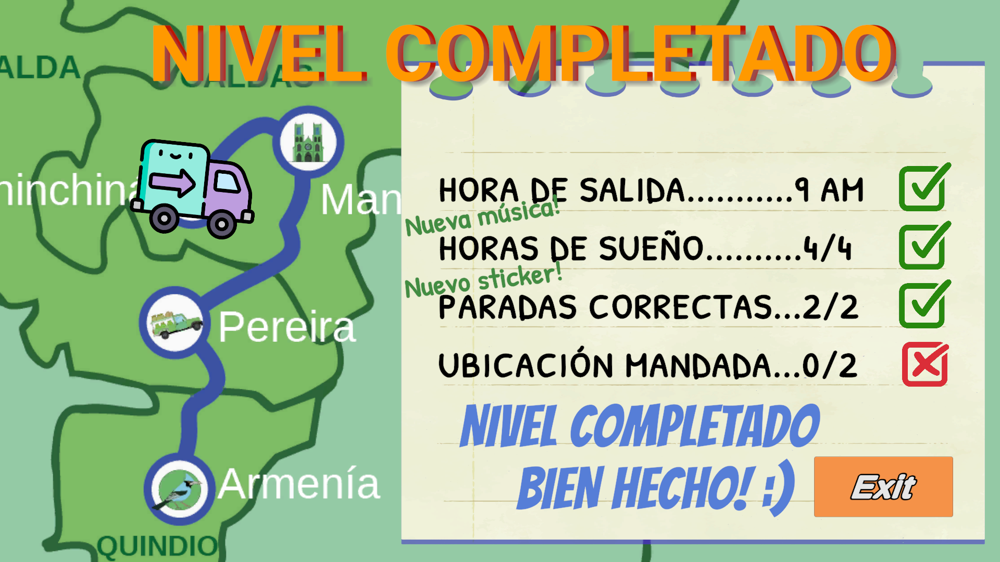 NIVEL COMPLETADO
ALDA
CALDAS
hinchiná
Man
Pereira
Armenía
QUINDIO
HORA DE SALIDA...........9 AM
Nueva música!
HORAS DE SUEÑO..........4/4
Nuevo sticker!
PARADAS CORRECTAS...2/2
UBICACIÓN MANDADA...0/2
NIVEL COMPLETADO
BIEN HECHO! :)
Exit